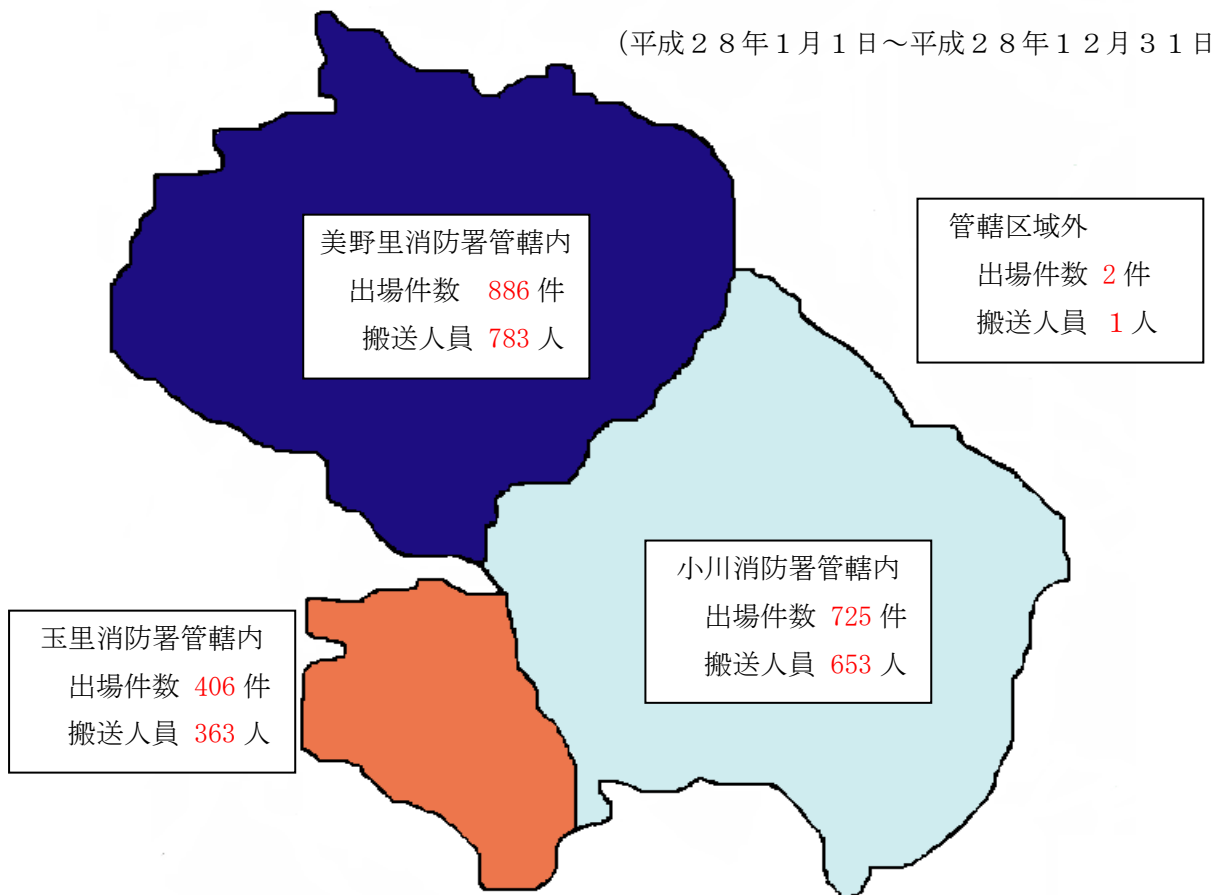 (平成２８年１月１日～平成２８年１２月３１日
美野里消防署管轄内
出場件数 886 件
搬送人員 783 人
管轄区域外
出場件数 2 件
搬送人員 1 人
小川消防署管轄内
出場件数 725 件
搬送人員 653 人
玉里消防署管轄内
出場件数 406 件
搬送人員 363 人